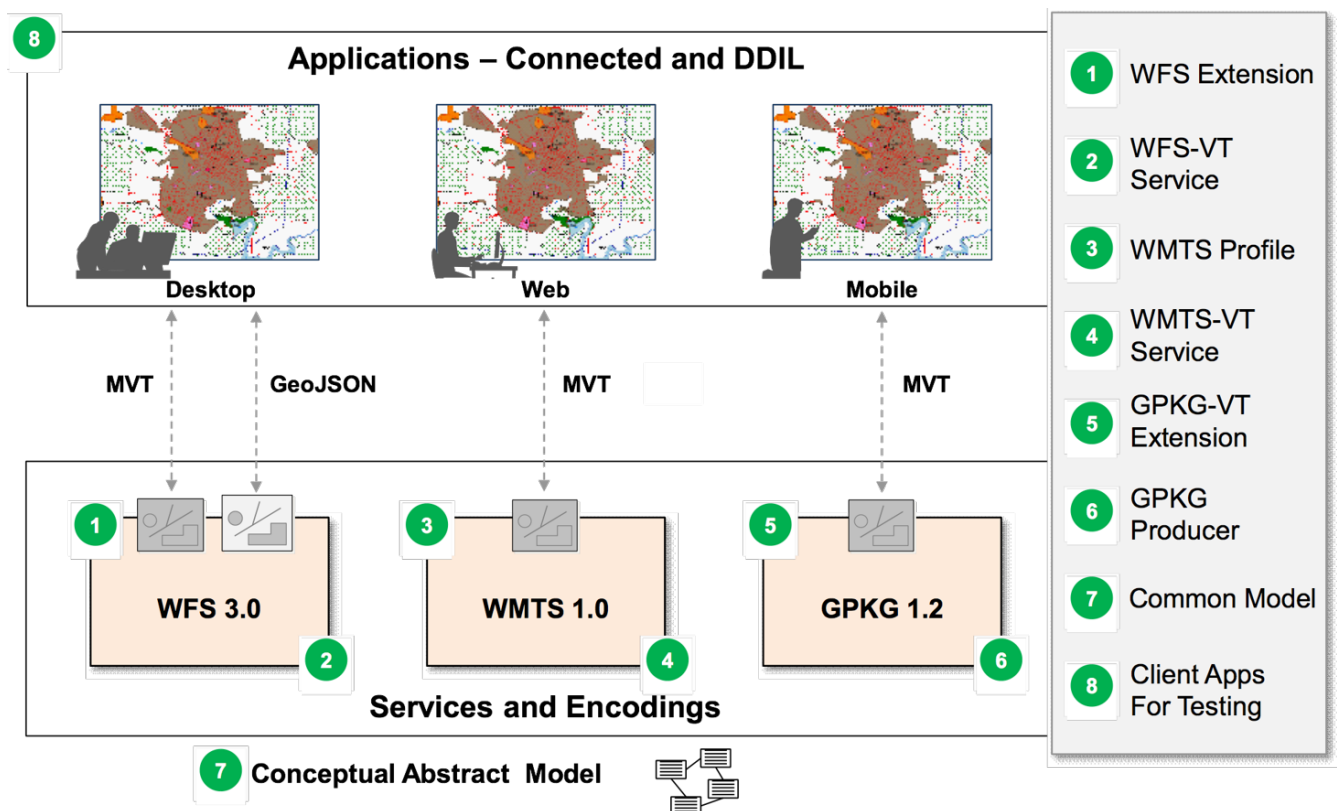 8
Applications – Connected and DDIL
Desktop
Web
Mobile
MVT
GeoJSON
MVT
MVT
1
3
5
WFS 3.0
WMTS 1.0
GPKG 1.2
2
4
6
Services and Encodings
7 Conceptual Abstract Model
1 WFS Extension
2 WFS-VT
Service
3 WMTS Profile
4 WMTS-VT
Service
5 GPKG-VT
Extension
6 GPKG
Producer
7 Common Model
8 Client Apps
For Testing